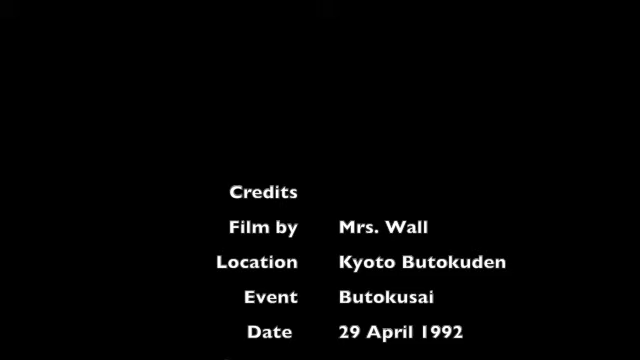 Credits
Film by Mrs. Wall
Location Kyoto Butokuden
Event Butokusai
Date 29 April 1992